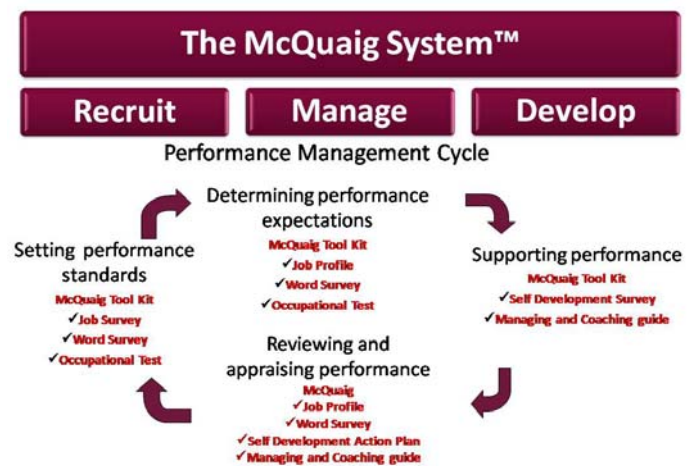 The McQuaig System™
Recruit
Manage
Develop
Performance Management Cycle
Determining performance
expectations
McQuaig Tool Kit
✓Job Profile
✓Word Survey
✓Occupational Test
Setting performance
standards
McQuaig Tool Kit
✓Job Survey
✓Word Survey
✓Occupational Test
Supporting performance
McQuaig Tool Kit
✓Self Development Survey
✓Managing and Coaching guide
Reviewing and
appraising performance
McQuaig
✓Job Profile
✓Word Survey
✓Self Development Action Plan
✓Managing and Coaching guide